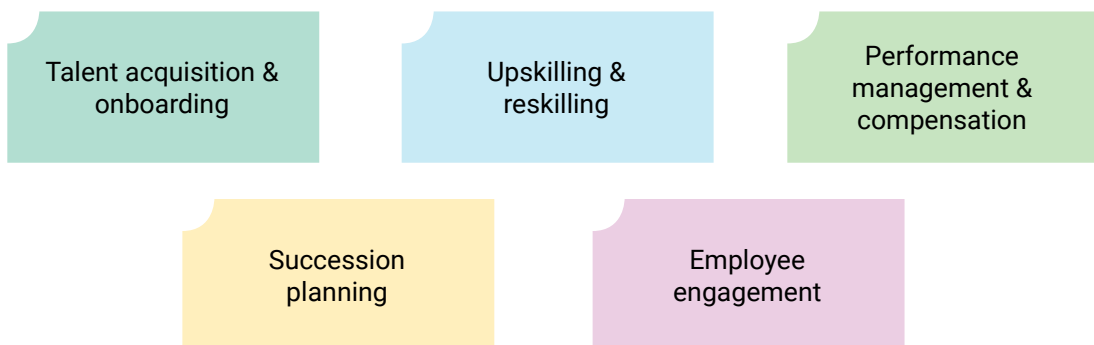 Talent acquisition &
onboarding
Upskilling &
reskilling
Performance
management &
compensation
Succession
planning
Employee
engagement